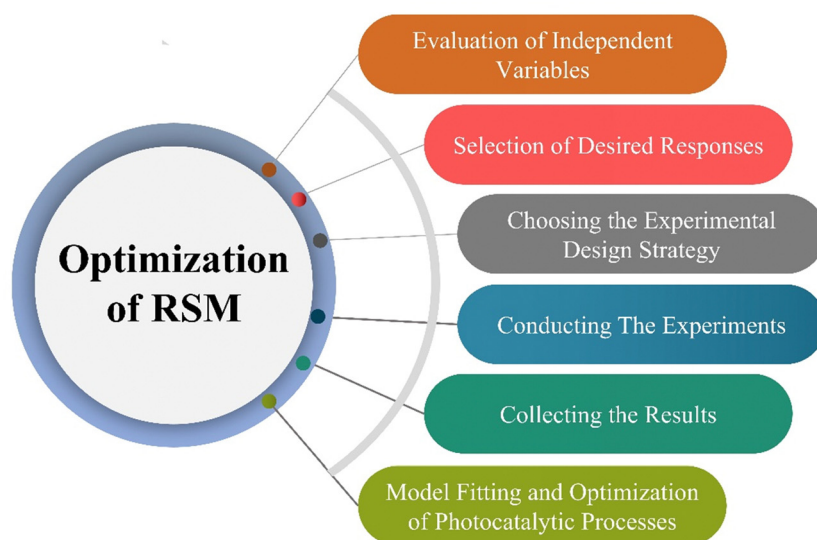 Optimization
of RSM
Evaluation of Independent
Variables
Selection of Desired Responses
Choosing the Experimental
Design Strategy
Conducting The Experiments
Collecting the Results
Model Fitting and Optimization
of Photocatalytic Processes